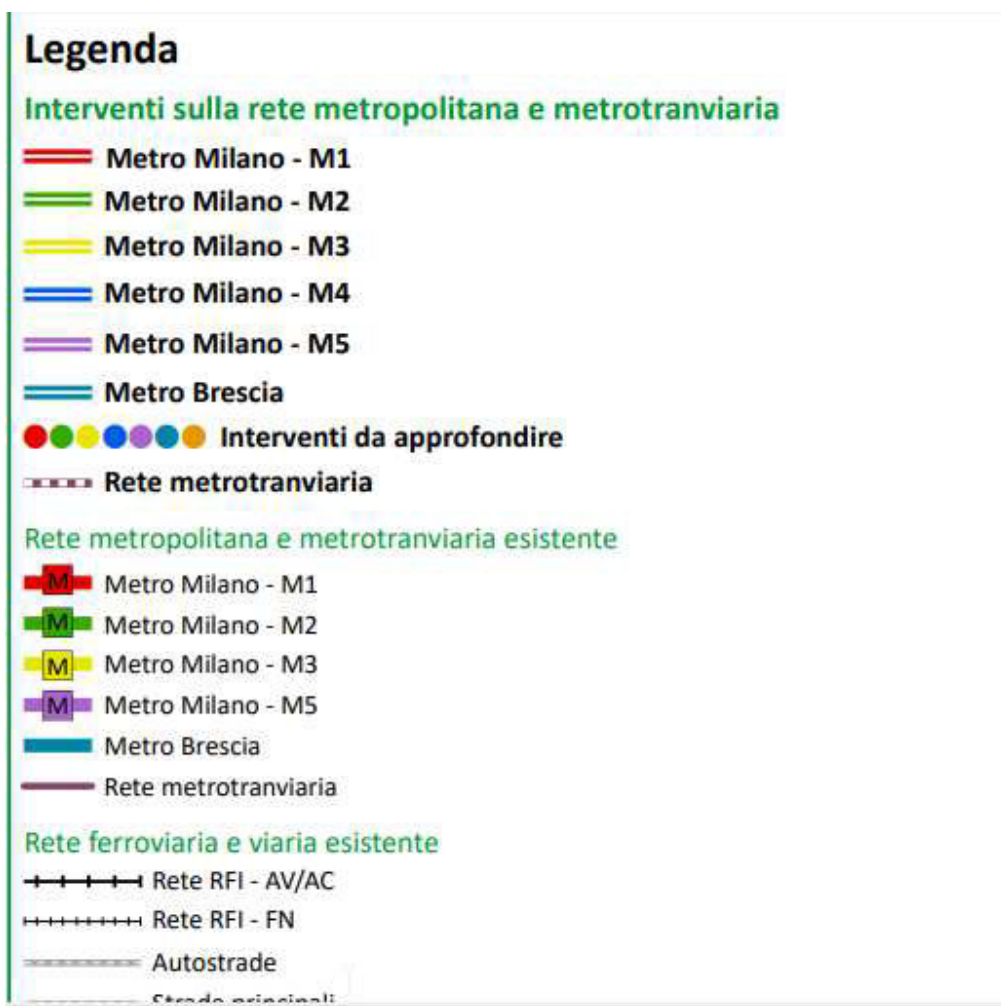 Legenda
Interventi sulla rete metropolitana e metrotranviaria
Metro Milano - M1
Metro Milano - M2
Metro Milano - M3
Metro Milano - M4
Metro Milano - M5
Metro Brescia
Interventi da approfondire
Rete metrotranviaria
Rete metropolitana e metrotranviaria esistente
M Metro Milano - M1
M Metro Milano - M2
M Metro Milano - M3
M Metro Milano - M5
Metro Brescia
Rete metrotranviaria
Rete ferroviaria e viaria esistente
Rete RFI - AV/AC
Rete RFI - FN
Autostrade
Strade principali